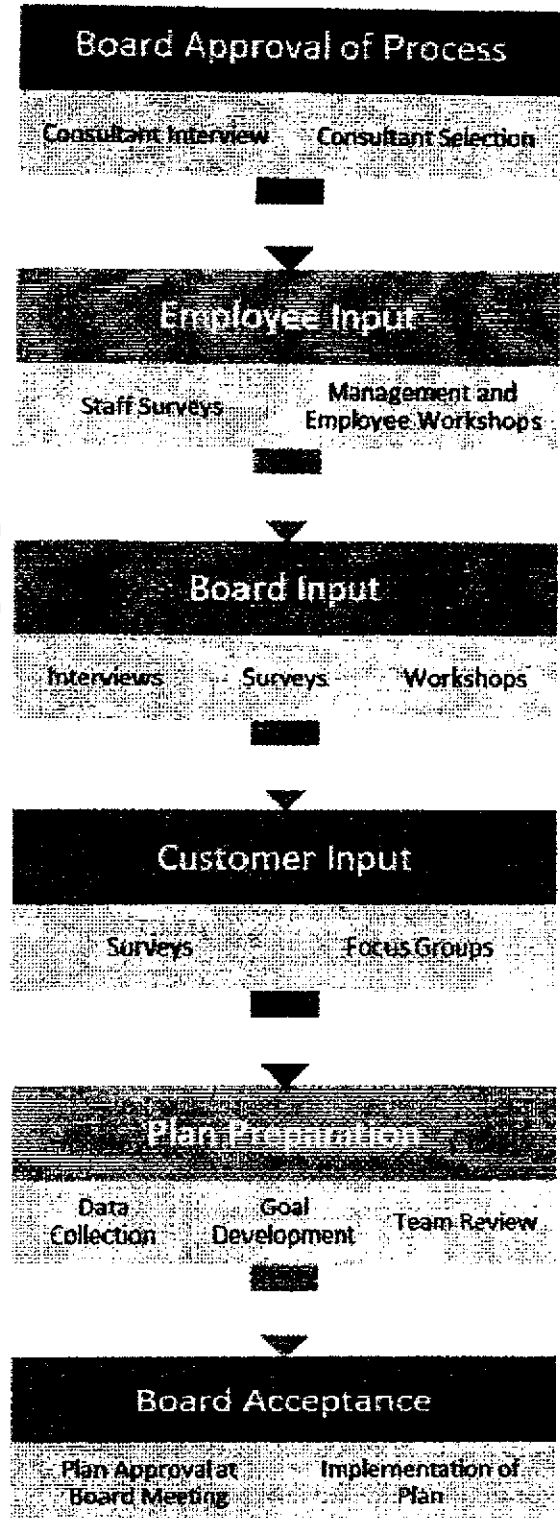 Board Approval of Process
Consultant Interview Consultant Selection
Employee Input
Staff Surveys Management and Employee Workshops
Board Input
Interviews Surveys Workshops
Customer Input
Surveys Focus Groups
Plan Preparation
Data Collection Goal Development Team Review
Board Acceptance
Plan Approval at Board Meeting Implementation of Plan